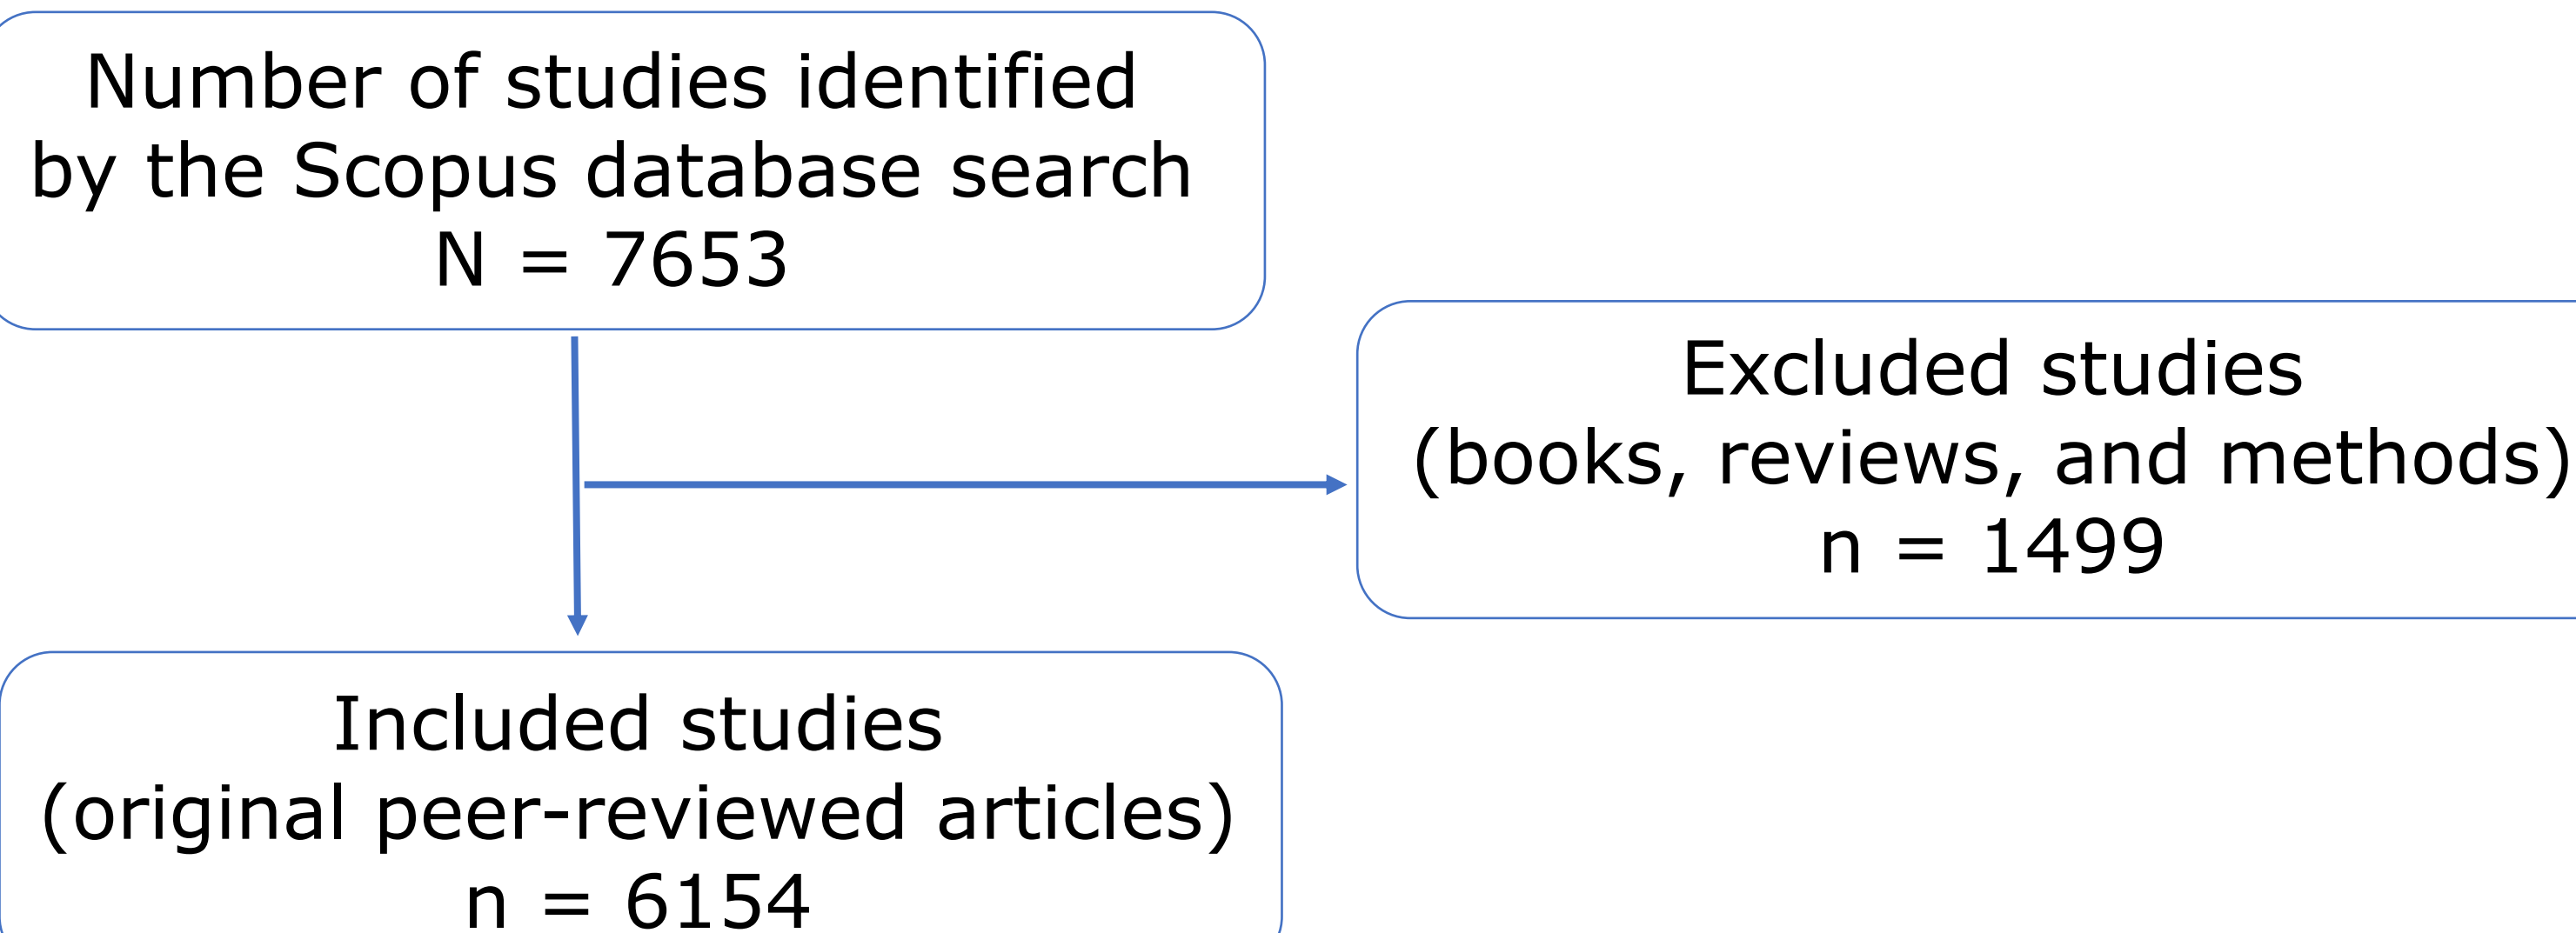 Number of studies identified
by the Scopus database search
N = 7653
Excluded studies
(books, reviews, and methods)
n = 1499
Included studies
(original peer-reviewed articles)
n = 6154